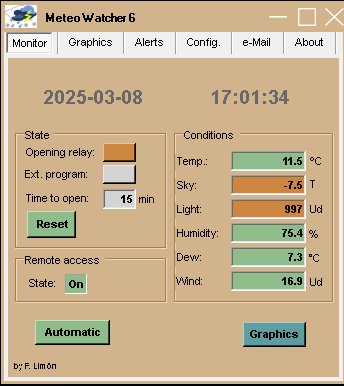 Meteo Watcher 6
Monitor Graphics Alerts Config. e-Mail About
2025-03-08 17:01:34
State
Opening relay:
Ext. program:
Time to open: 15 min
Reset
Remote access
State: On
Automatic
by F. Limón
Conditions
Temp.: 11.5 °C
Sky: -7.5 T
Light: 997 Ud
Humidity: 75.4 %
Dew: 7.3 °C
Wind: 16.9 Ud
Graphics